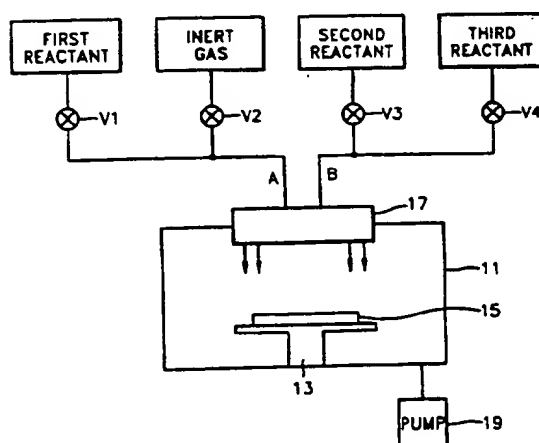 FIRST REACTANT
INERT GAS
SECOND REACTANT
THIRD REACTANT
V1
V2
V3
V4
A
B
17
11
15
13
PUMP
19